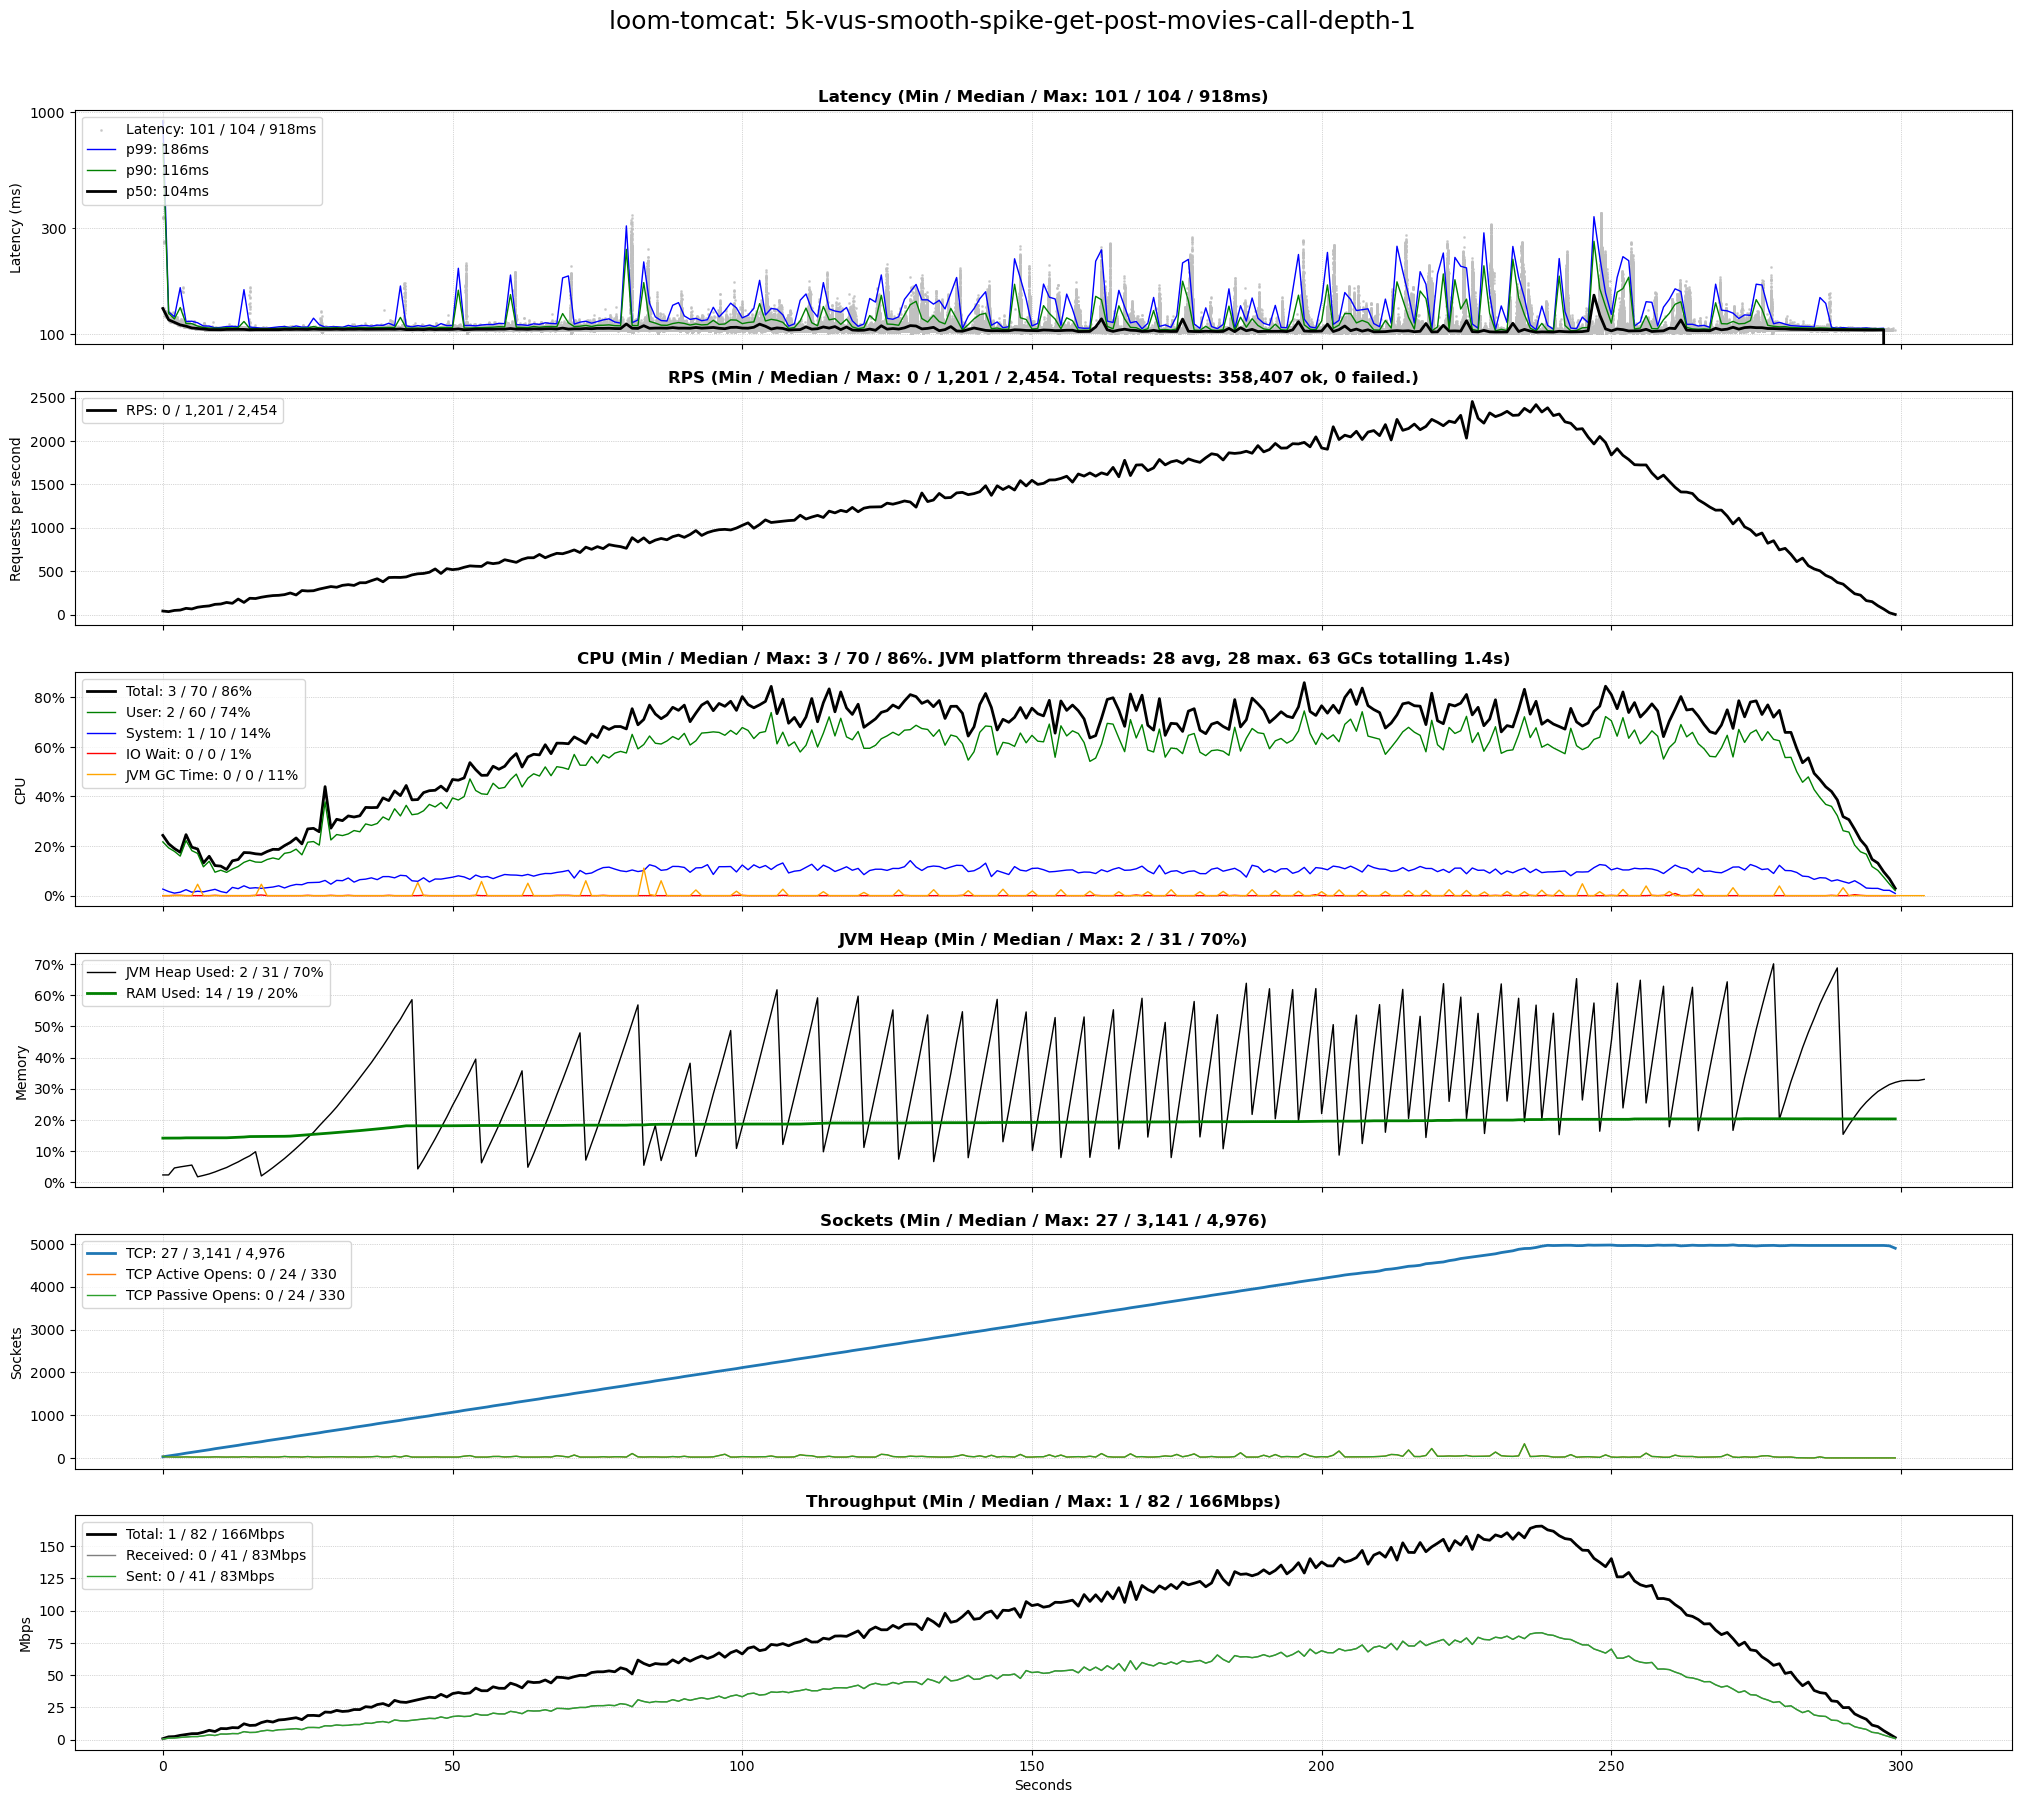 loom-tomcat: 5k-vus-smooth-spike-get-post-movies-call-depth-1
Latency (Min / Median / Max: 101 / 104 / 918ms)
Latency (ms)
1000
300
100
Latency: 101 / 104 / 918ms
p99: 186ms
p90: 116ms
p50: 104ms
RPS (Min / Median / Max: 0 / 1,201 / 2,454. Total requests: 358,407 ok, 0 failed.)
Requests per second
2500
2000
1500
1000
500
0
RPS: 0 / 1,201 / 2,454
CPU (Min / Median / Max: 3 / 70 / 86%. JVM platform threads: 28 avg, 28 max. 63 GCs totalling 1.4s)
CPU
80%
60%
40%
20%
0%
Total: 3 / 70 / 86%
User: 2 / 60 / 74%
System: 1 / 10 / 14%
IO Wait: 0 / 0 / 1%
JVM GC Time: 0 / 0 / 11%
JVM Heap (Min / Median / Max: 2 / 31 / 70%)
Memory
70%
60%
50%
40%
30%
20%
10%
0%
JVM Heap Used: 2 / 31 / 70%
RAM Used: 14 / 19 / 20%
Sockets (Min / Median / Max: 27 / 3,141 / 4,976)
Sockets
5000
4000
3000
2000
1000
0
TCP: 27 / 3,141 / 4,976
TCP Active Opens: 0 / 24 / 330
TCP Passive Opens: 0 / 24 / 330
Throughput (Min / Median / Max: 1 / 82 / 166Mbps)
Mbps
150
125
100
75
50
25
0
Total: 1 / 82 / 166Mbps
Received: 0 / 41 / 83Mbps
Sent: 0 / 41 / 83Mbps
0
50
100
150
200
250
300
Seconds